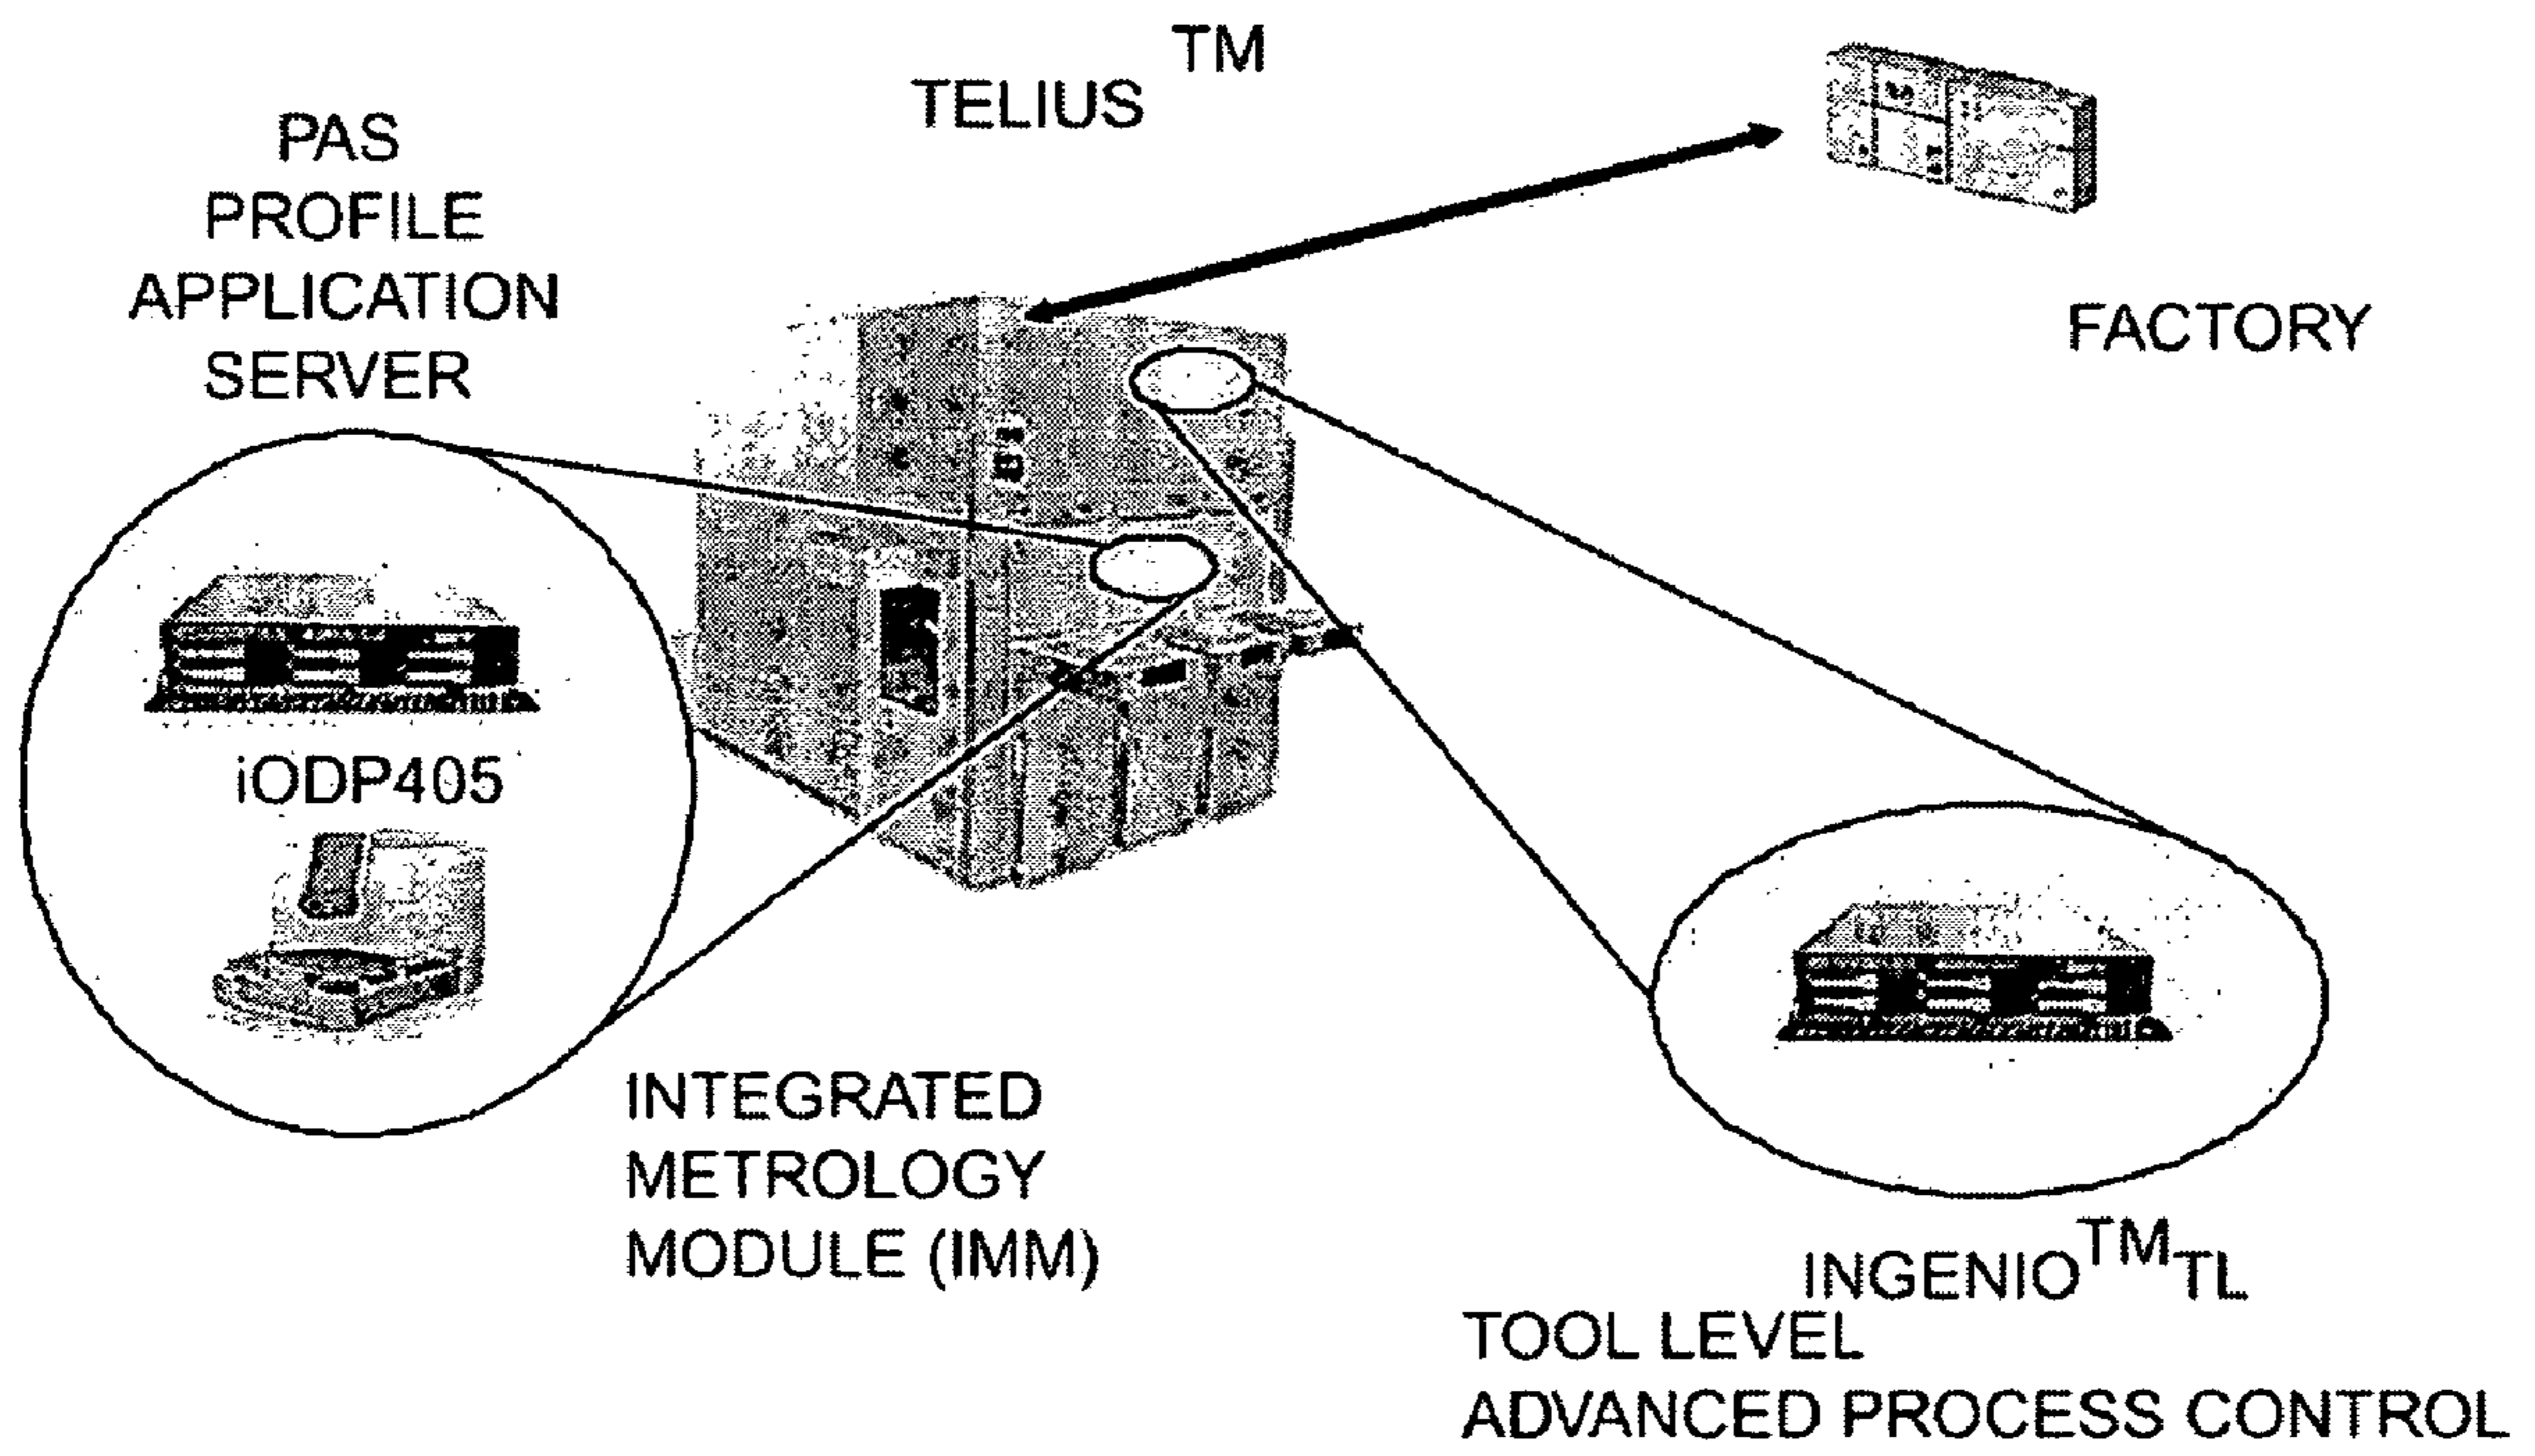 TELIUS TM
PAS
PROFILE
APPLICATION
SERVER
FACTORY
iODP405
INTEGRATED
METROLOGY
MODULE (IMM)
INGENIO TM TL
TOOL LEVEL
ADVANCED PROCESS CONTROL